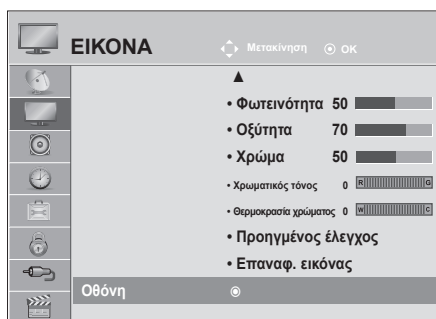 ΕΙΚΟΝΑ Μετακίνηση OK
• Φωτεινότητα 50
• Οξύτητα 70
• Χρώμα 50
• Χρωματικός τόνος 0 R G
• Θερμοκρασία χρώματος 0 W C
• Προηγμένος έλεγχος
• Επαναφ. εικόνας
Οθόνη